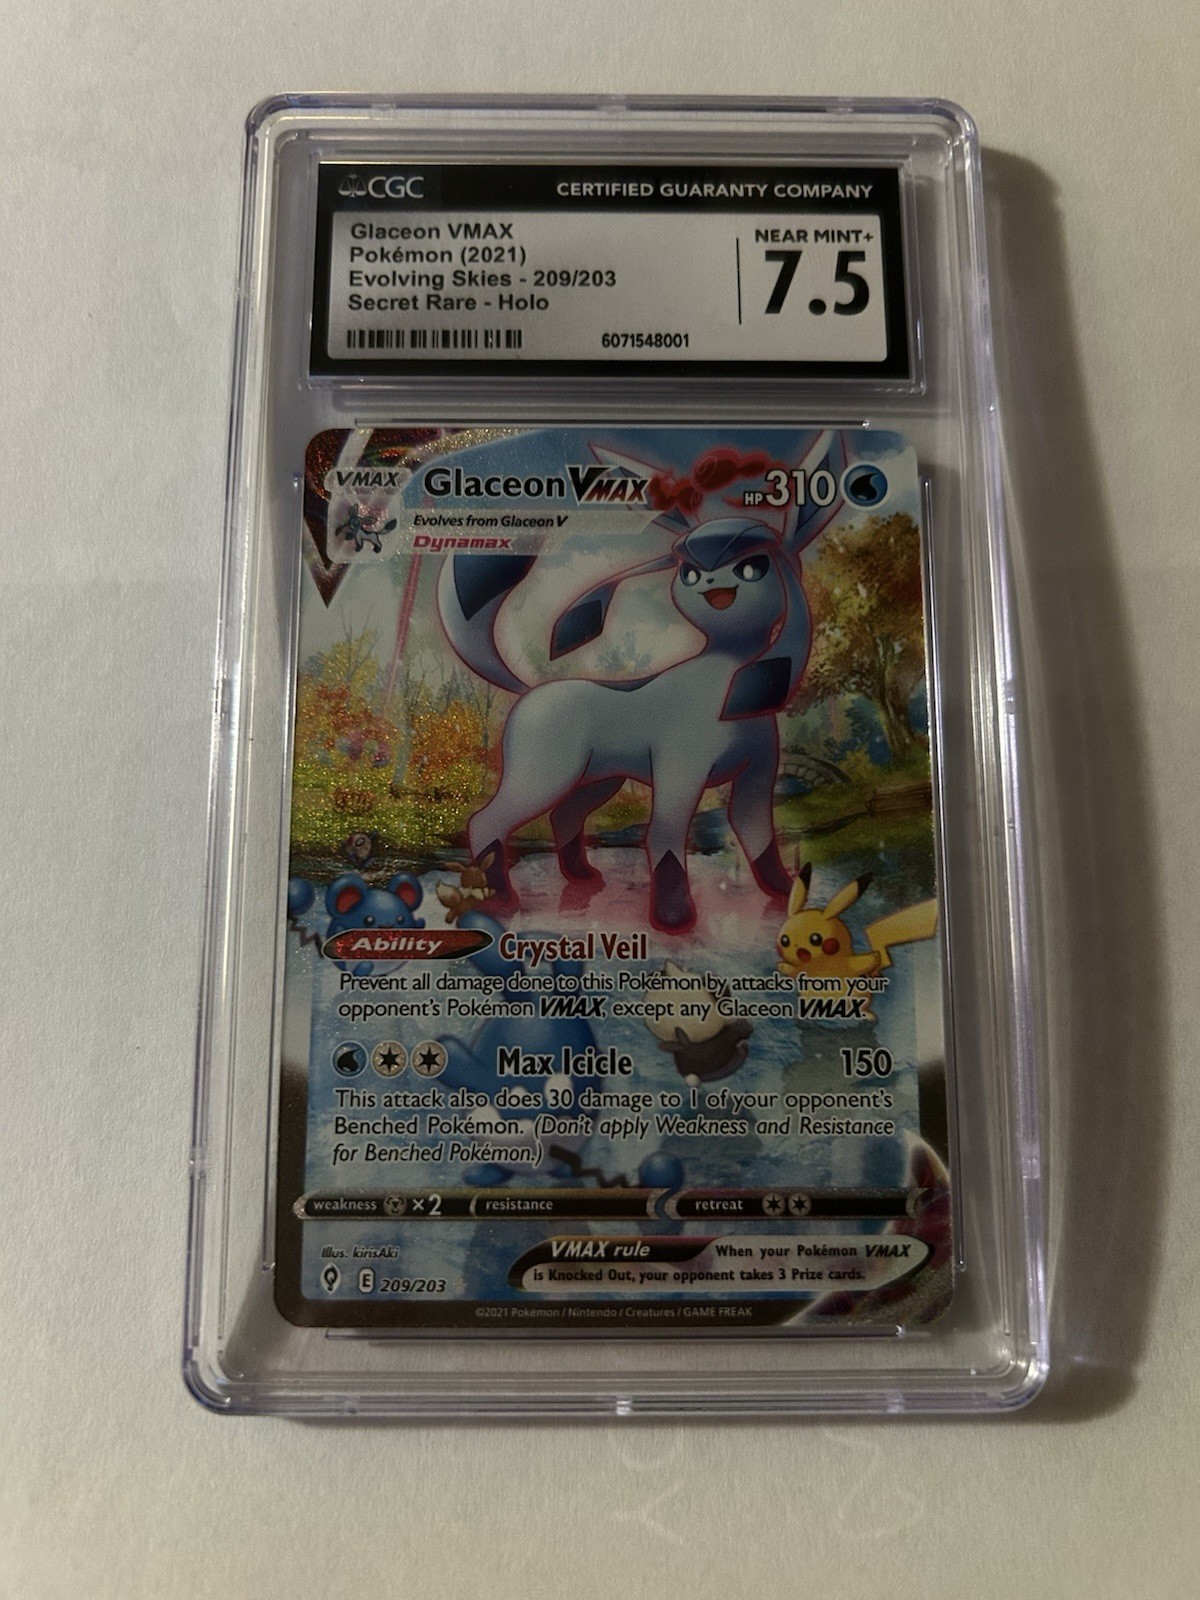 CGC CERTIFIED GUARANTY COMPANY
Glaceon VMAX
Pokémon (2021)
Evolving Skies - 209/203
Secret Rare - Holo
NEAR MINT+
7.5
6071548001
VMAX Glaceon VMAX HP 310
Evolves from Glaceon V
Dynamax
Ability Crystal Veil
Prevent all damage done to this Pokémon by attacks from your
opponent's Pokémon VMAX, except any Glaceon VMAX.
Max Icicle 150
This attack also does 30 damage to 1 of your opponent's
Benched Pokémon. (Don't apply Weakness and Resistance
for Benched Pokémon.)
weakness ×2 resistance retreat
Illus. kirisAki
VMAX rule When your Pokémon VMAX
is Knocked Out, your opponent takes 3 Prize cards.
E 209/203
©2021 Pokémon / Nintendo / Creatures / GAME FREAK